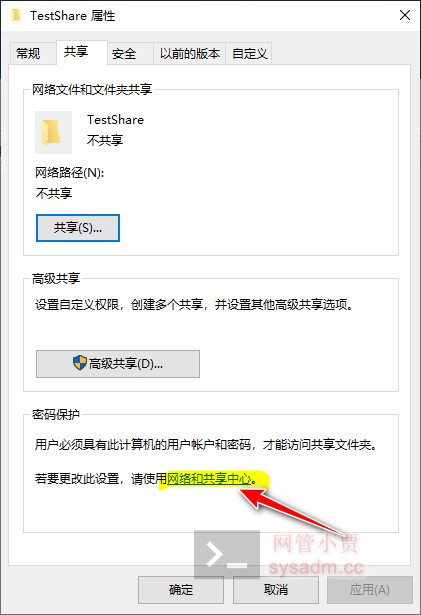 TestShare 属性
常规
共享
安全
以前的版本
自定义
网络文件和文件夹共享
TestShare
不共享
网络路径(N):
不共享
共享(S)...
高级共享
设置自定义权限，创建多个共享，并设置其他高级共享选项。
高级共享(D)...
密码保护
用户必须具有此计算机的用户帐户和密码，才能访问共享文件夹。
若要更改此设置，请使用网络和共享中心。
网管小贾
sysadm.cc
确定
取消
应用(A)